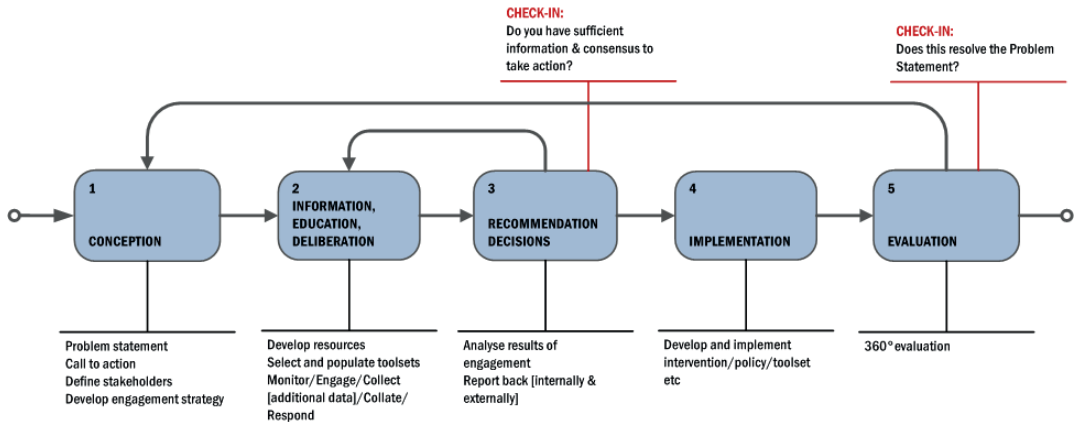 CHECK-IN:
Do you have sufficient
information & consensus to
take action?
CHECK-IN:
Does this resolve the Problem
Statement?
1
CONCEPTION
2
INFORMATION,
EDUCATION,
DELIBERATION
3
RECOMMENDATION
DECISIONS
4
IMPLEMENTATION
5
EVALUATION
Problem statement
Call to action
Define stakeholders
Develop engagement strategy
Develop resources
Select and populate toolsets
Monitor/Engage/Collect
[additional data]/Collate/
Respond
Analyse results of
engagement
Report back [internally &
externally]
Develop and implement
intervention/policy/toolset
etc
360° evaluation